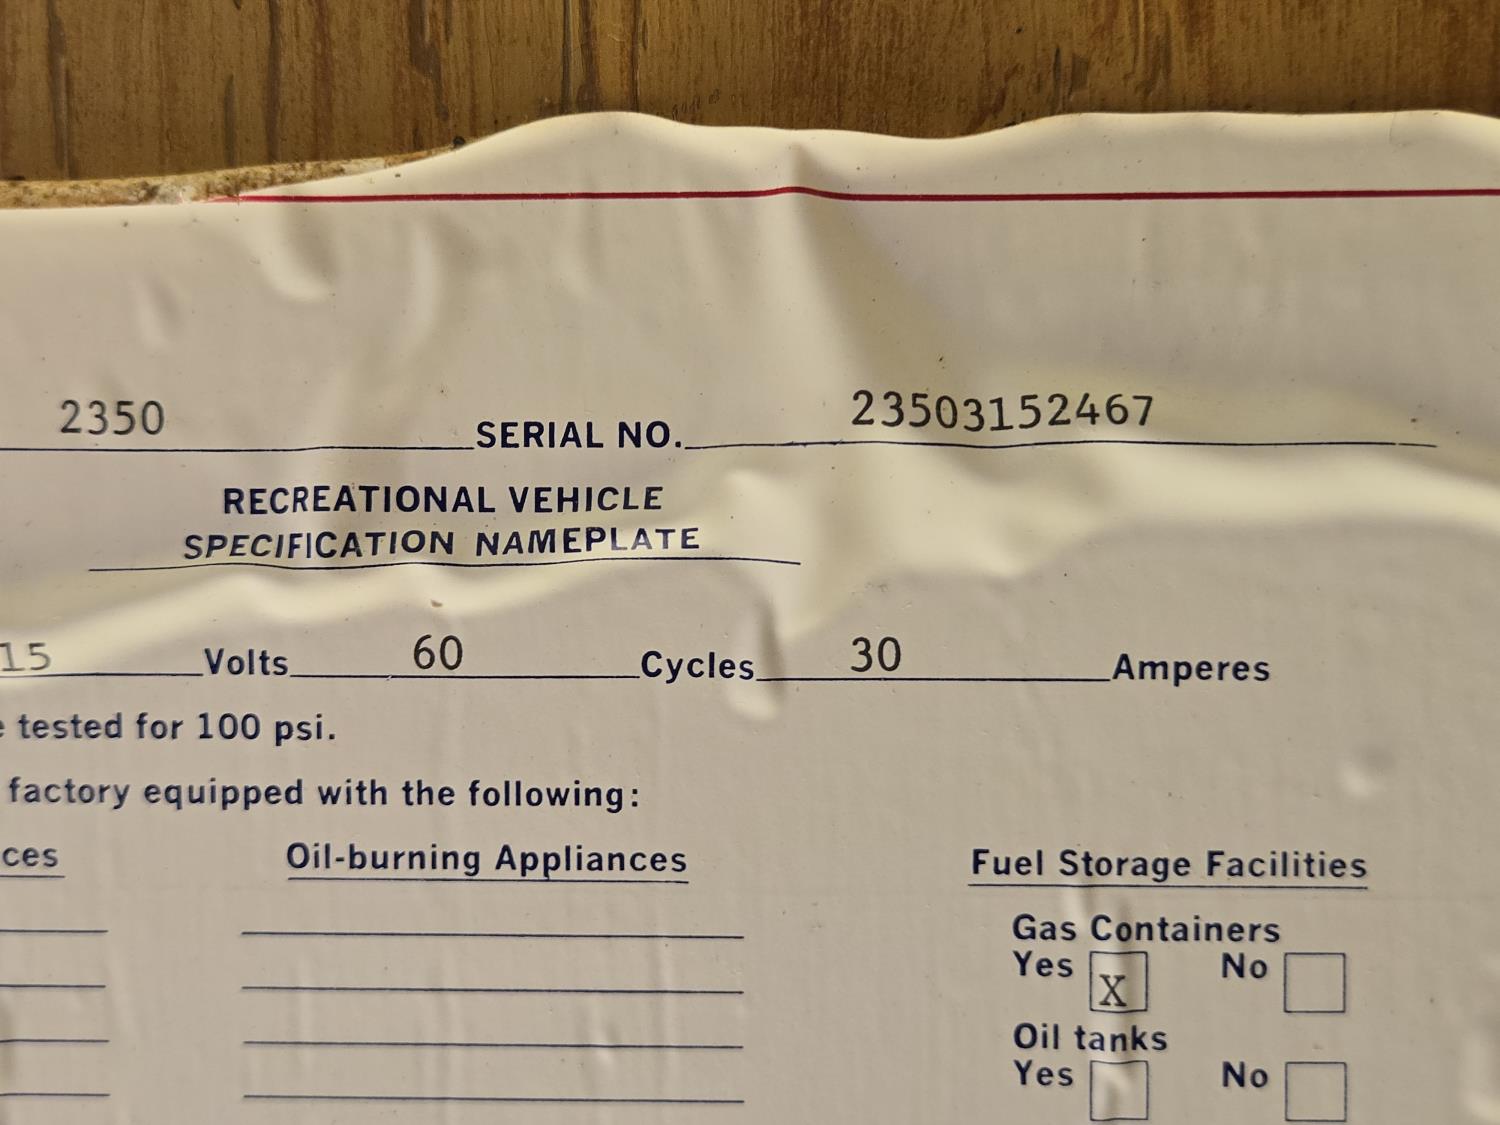 2350 SERIAL NO. 23503152467
RECREATIONAL VEHICLE
SPECIFICATION NAMEPLATE
15 Volts 60 Cycles 30 Amperes
tested for 100 psi.
factory equipped with the following:
ces Oil-burning Appliances Fuel Storage Facilities
Gas Containers
Yes X No
Oil tanks
Yes No